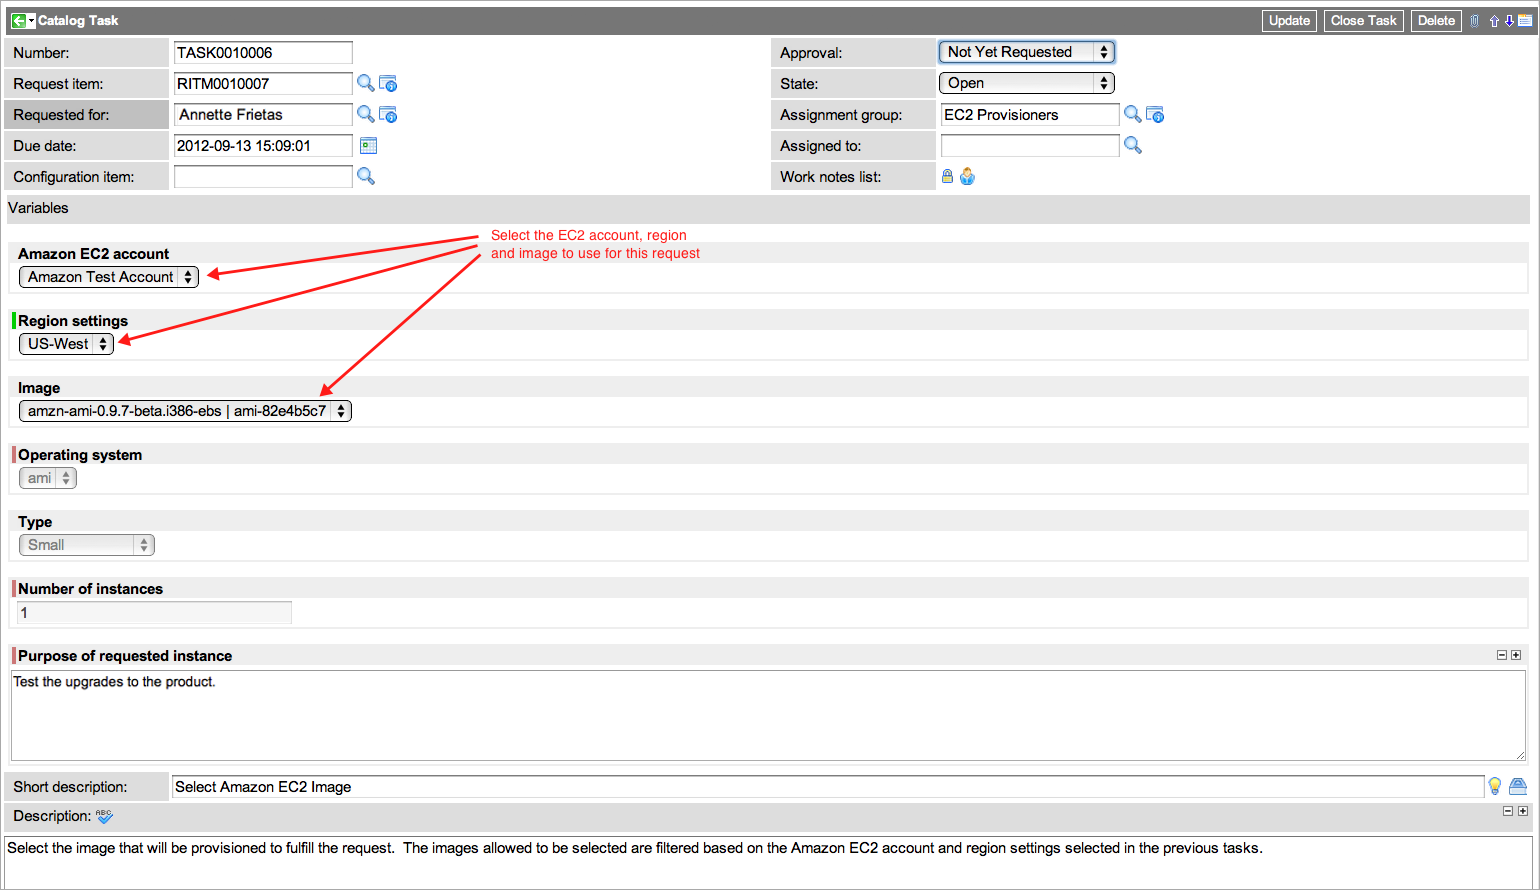 Catalog Task Update Close Task Delete
Number: TASK0010006 Approval: Not Yet Requested
Request item: RITM0010007 State: Open
Requested for: Annette Frietas Assignment group: EC2 Provisioners
Due date: 2012-09-13 15:09:01 Assigned to:
Configuration item: Work notes list:
Variables
Select the EC2 account, region
and image to use for this request
Amazon EC2 account
Amazon Test Account
Region settings
US-West
Image
amzn-ami-0.9.7-beta.i386-ebs | ami-82e4b5c7
Operating system
ami
Type
Small
Number of instances
1
Purpose of requested instance
Test the upgrades to the product.
Short description: Select Amazon EC2 Image
Description: ABC
Select the image that will be provisioned to fulfill the request.  The images allowed to be selected are filtered based on the Amazon EC2 account and region settings selected in the previous tasks.